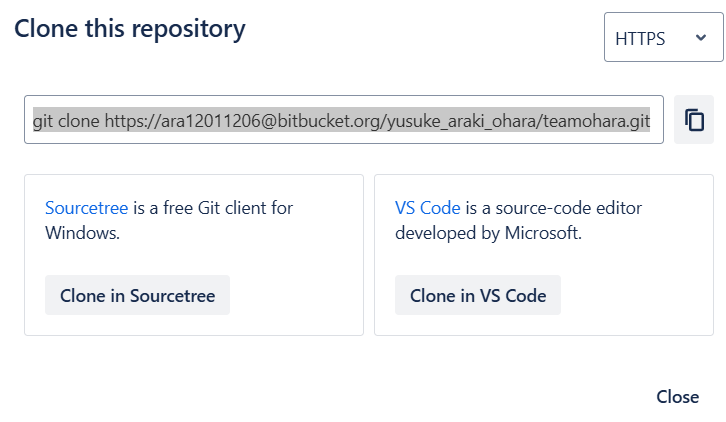 Clone this repository
HTTPS
git clone https://ara12011206@bitbucket.org/yusuke_araki_ohara/teamohara.git
Sourcetree is a free Git client for
Windows.
Clone in Sourcetree
VS Code is a source-code editor
developed by Microsoft.
Clone in VS Code
Close